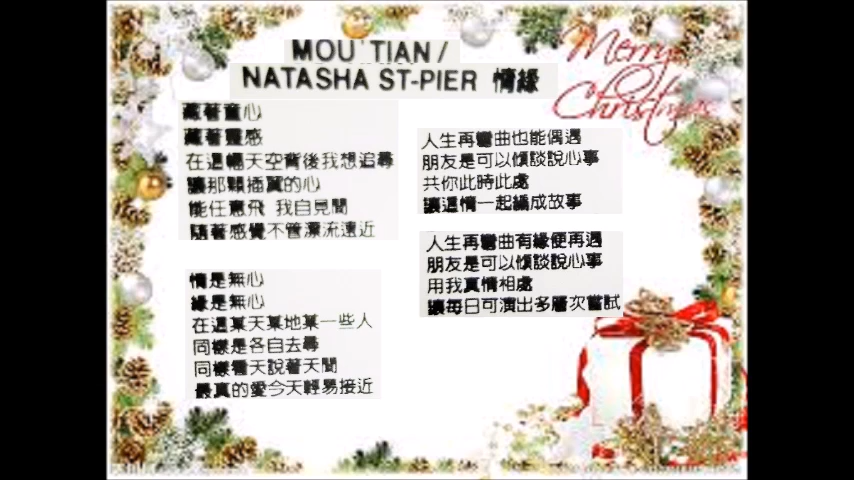 MOU TIAN /
NATASHA ST-PIER 情緣
Merry
Christmas
藏著童心
藏著靈感
在這幅天空背後我想追尋
讓那顆插翼的心
能任意飛 我自見聞
隨著感覺不管漂流遠近
情是無心
緣是無心
在這某天某地某一些人
同樣是各自去尋
同樣看天說著天聞
最真的愛今天輕易接近
人生再彎曲也能偶遇
朋友是可以傾談說心事
共你此時此處
讓這情一起編成故事
人生再彎曲有緣便再遇
朋友是可以傾談說心事
用我真情相處
讓每日可演出多層次嘗試